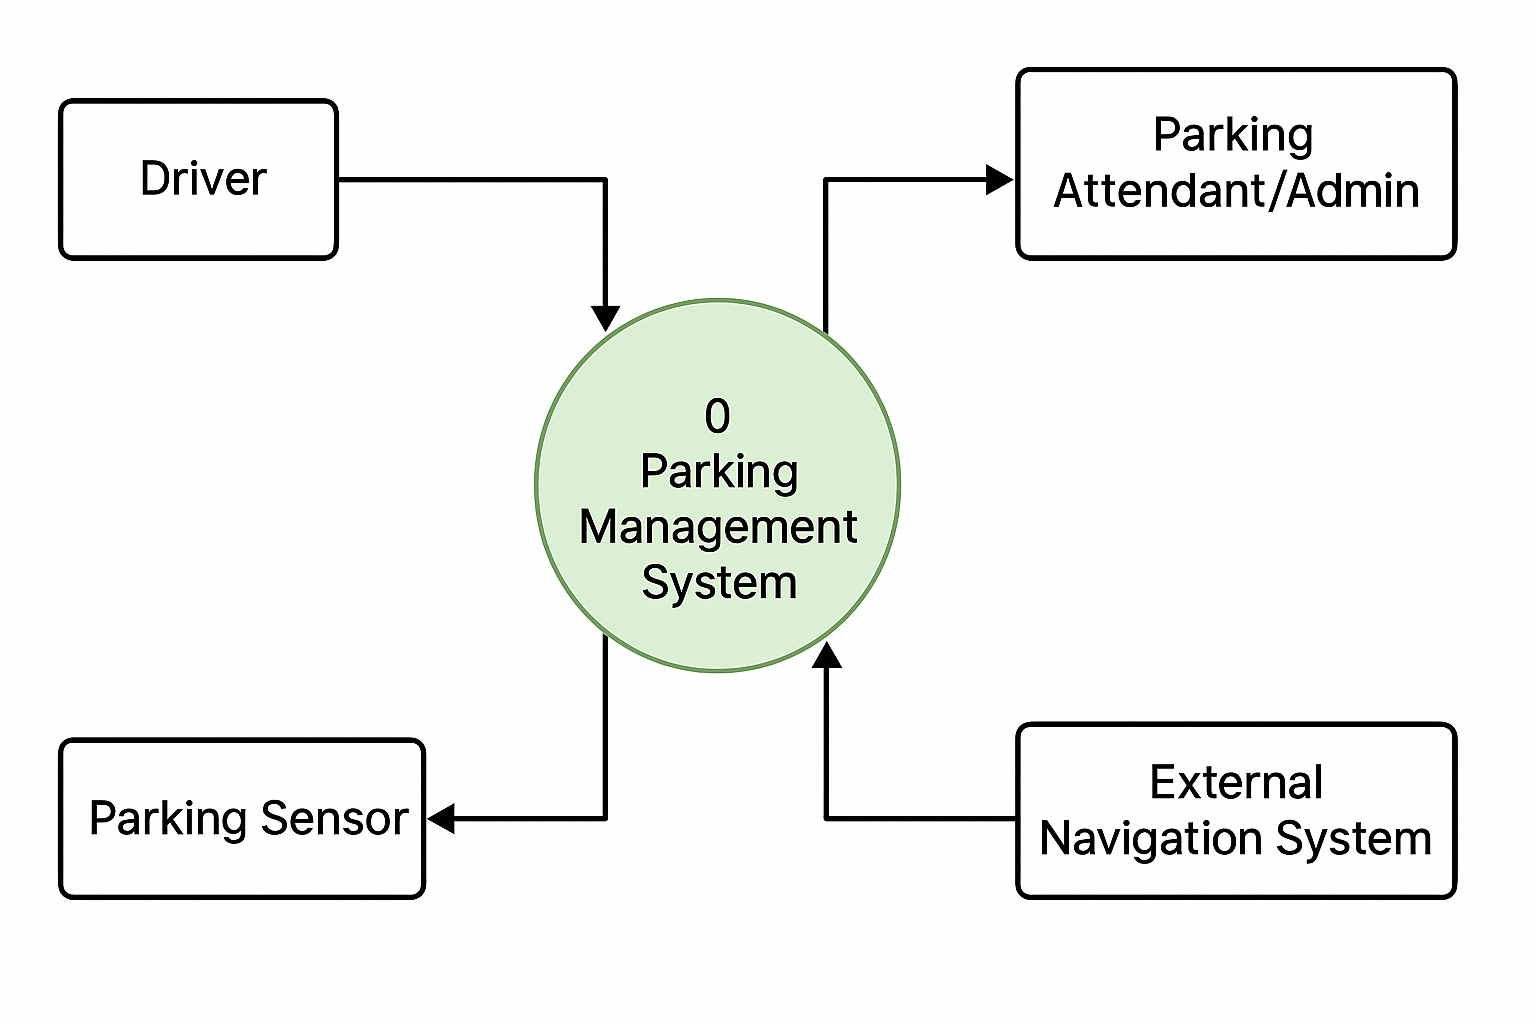 Driver
Parking
Attendant/Admin
0
Parking
Management
System
Parking Sensor
External
Navigation System